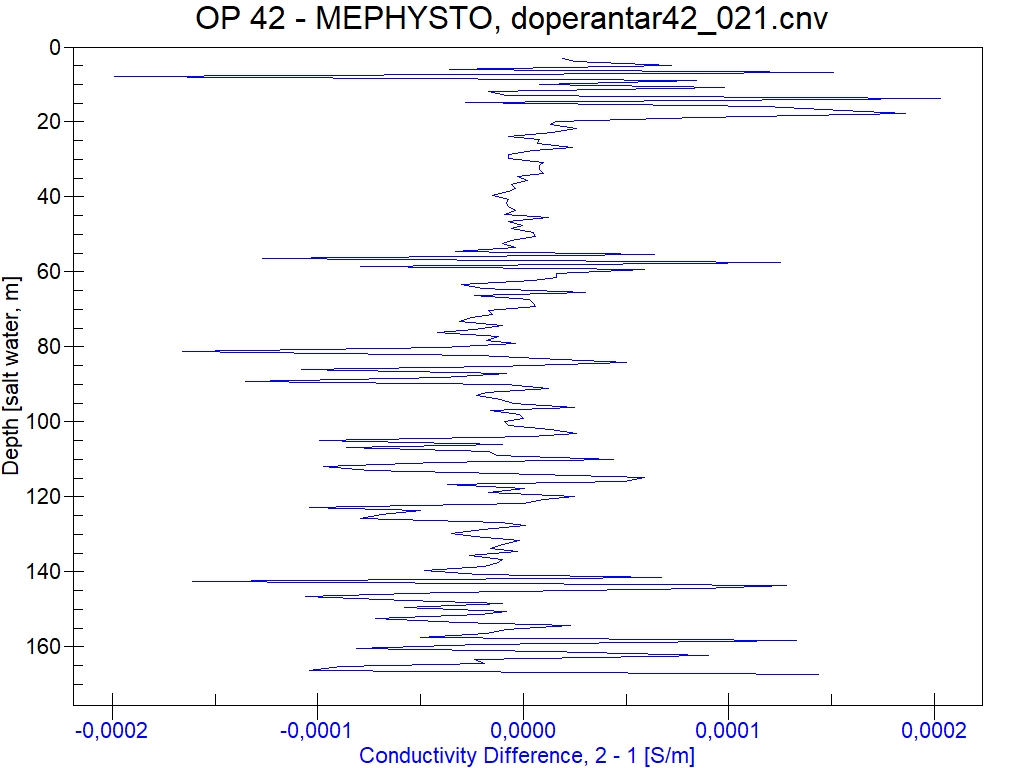 OP 42 - MEPHYSTO, doperantar42_021.cnv
0
20
40
60
80
100
120
140
160
Depth [salt water, m]
-0,0002 -0,0001 0,0000 0,0001 0,0002
Conductivity Difference, 2 - 1 [S/m]